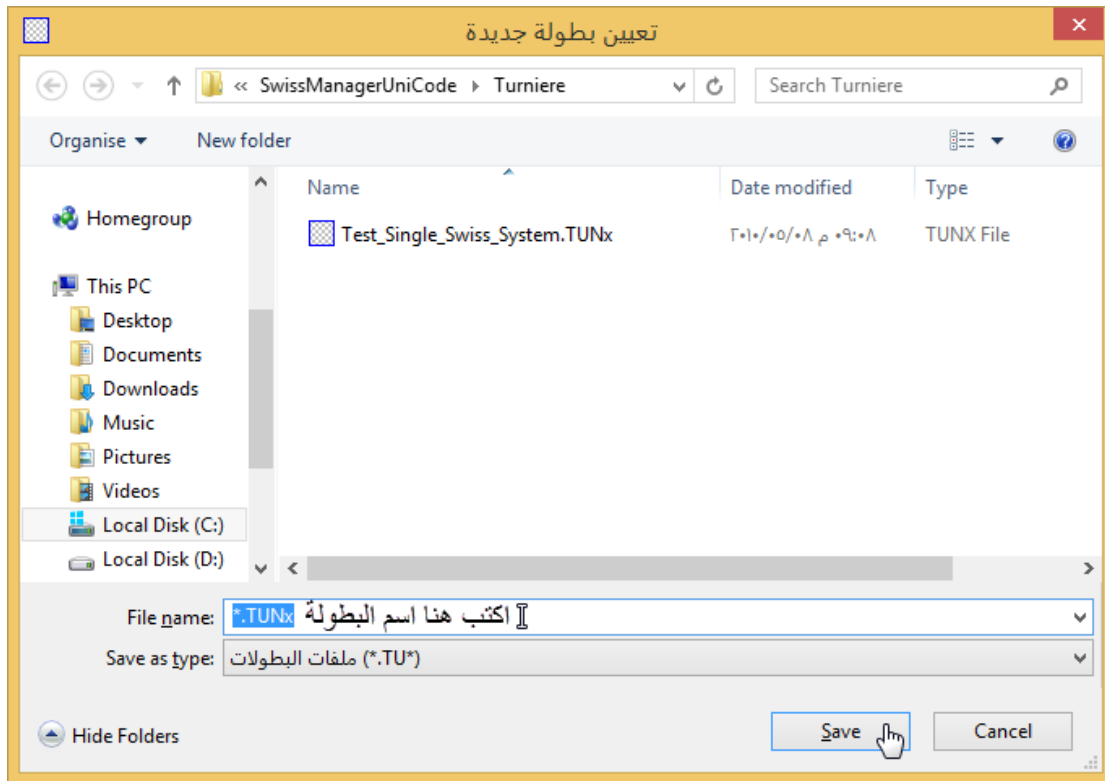 تعيين بطولة جديدة
« SwissManagerUniCode Turniere
Search Turniere
Organise
New folder
Name
Date modified
Type
Homegroup
Test_Single_Swiss_System.TUNx
٢٠١٠/٠٥/٠٨ م ٠٩:٠٨
TUNX File
This PC
Desktop
Documents
Downloads
Music
Pictures
Videos
Local Disk (C:)
Local Disk (D:)
File name: *.TUNx اكتب هنا اسم البطولة
Save as type: ملفات البطولات (*.TU*)
Hide Folders
Save
Cancel